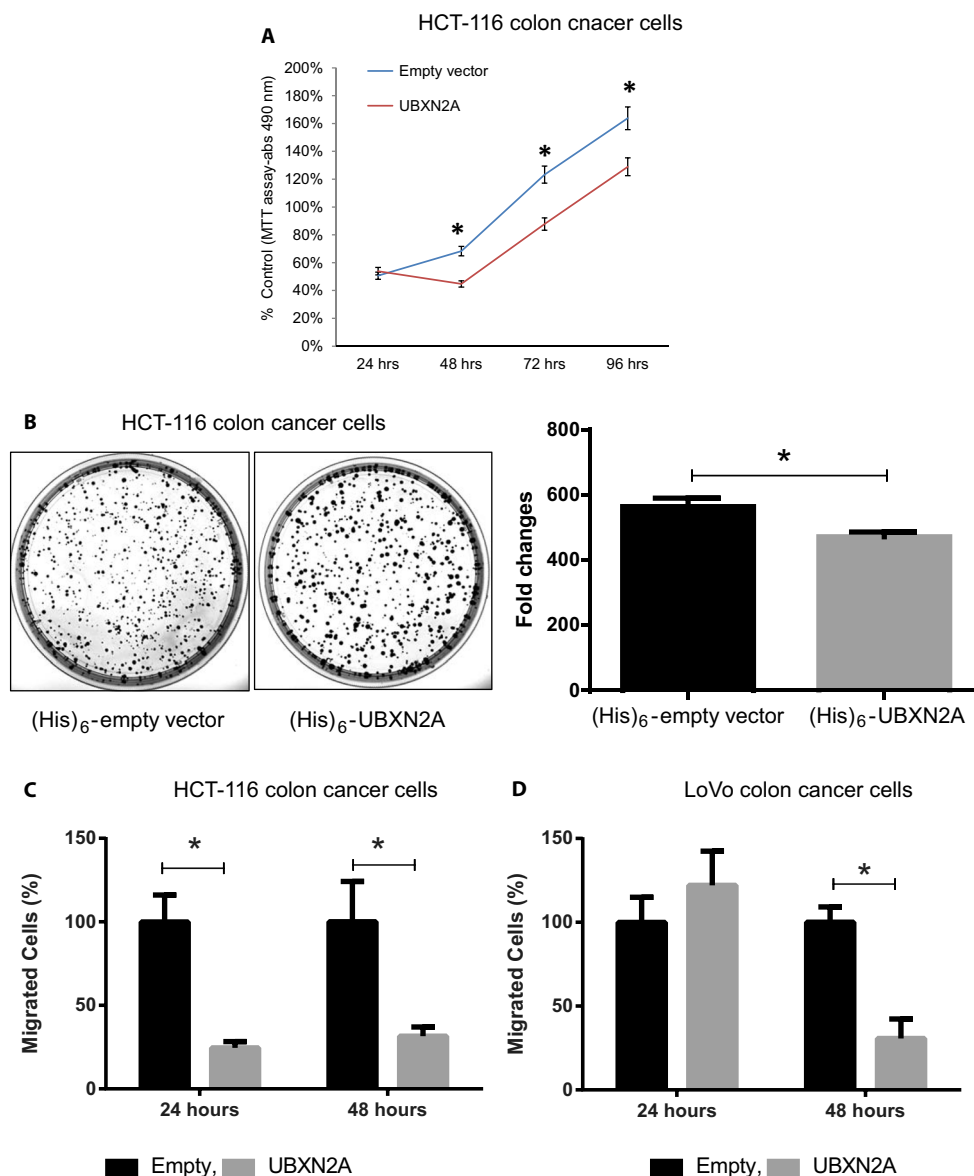 HCT-116 colon cnacer cells
A
200%
180%
160%
140%
120%
100%
80%
60%
40%
20%
0%
% Control (MTT assay-abs 490 nm)
Empty vector
UBXN2A
*
*
*
24 hrs 48 hrs 72 hrs 96 hrs
B HCT-116 colon cancer cells
(His)6-empty vector (His)6-UBXN2A
800
600
400
200
0
Fold changes
*
(His)6-empty vector (His)6-UBXN2A
C HCT-116 colon cancer cells
150
100
50
0
Migrated Cells (%)
* *
24 hours 48 hours
Empty, UBXN2A
D LoVo colon cancer cells
150
100
50
0
Migrated Cells (%)
*
24 hours 48 hours
Empty, UBXN2A